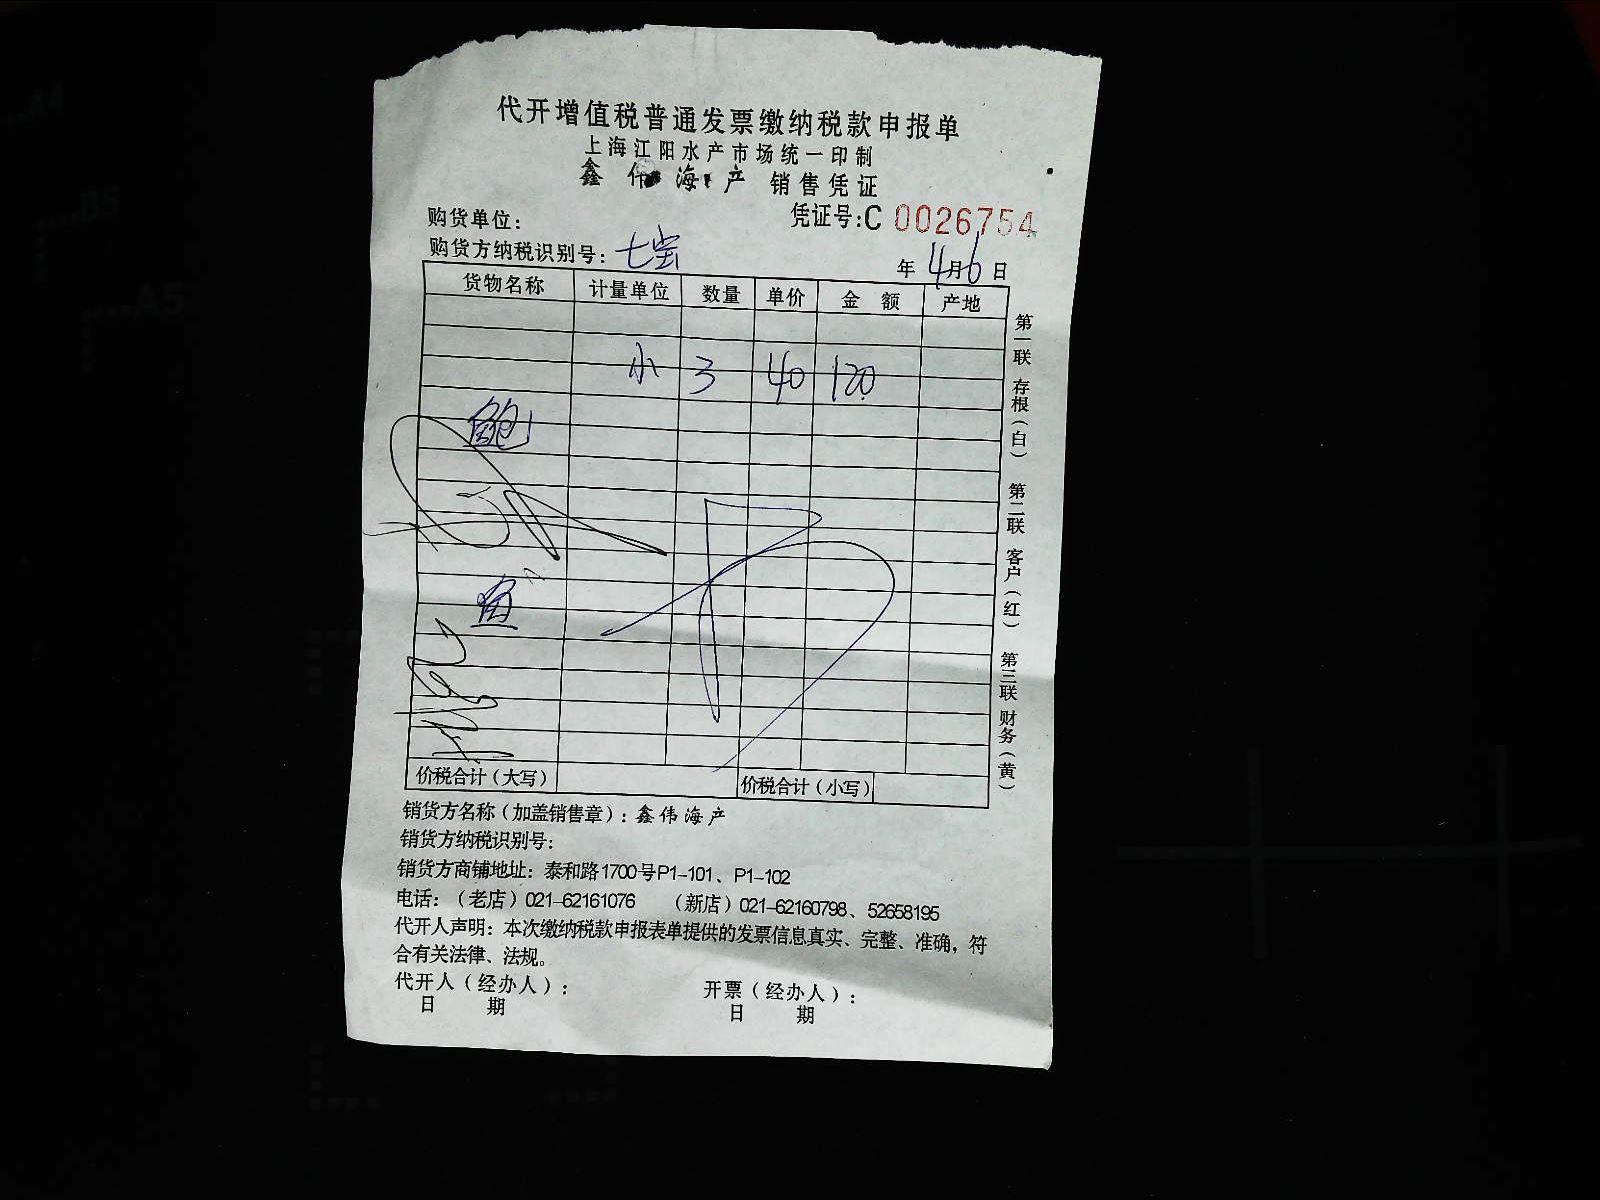 代开增值税普通发票缴纳税款申报单
上海江阳水产市场统一印制
鑫伟海产 销售凭证
购货单位: 凭证号:C 0026754
购货方纳税识别号: 七宝 年 4月6日
货物名称 计量单位 数量 单价 金 额 产地
小 3 40 120
鲍
鱼
价税合计(大写) 价税合计(小写)
第一联 存根(白) 第二联 客户(红) 第三联 财务(黄)
销货方名称(加盖销售章):鑫伟海产
销货方纳税识别号:
销货方商铺地址:泰和路1700号P1-101、P1-102
电话:(老店)021-62161076 (新店)021-62160798、52658195
代开人声明:本次缴纳税款申报表单提供的发票信息真实、完整、准确,符
合有关法律、法规。
代开人(经办人): 开票(经办人):
日 期 日 期